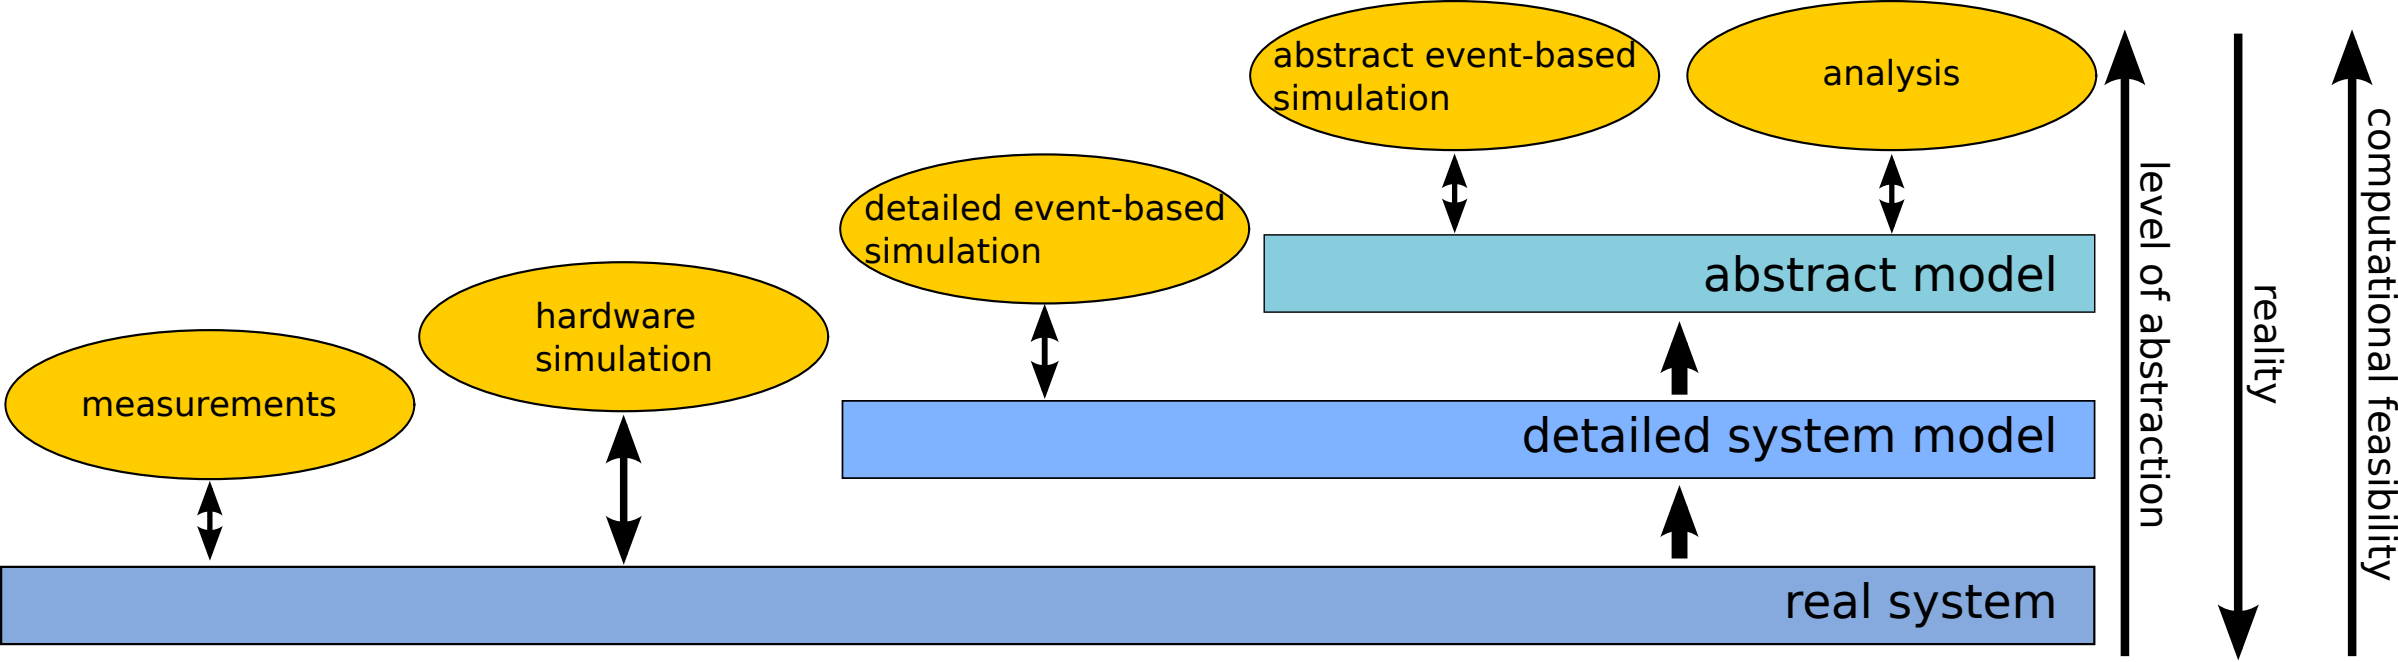 abstract event-based
simulation
analysis
detailed event-based
simulation
abstract model
hardware
simulation
measurements
detailed system model
real system
level of abstraction
reality
computational feasibility